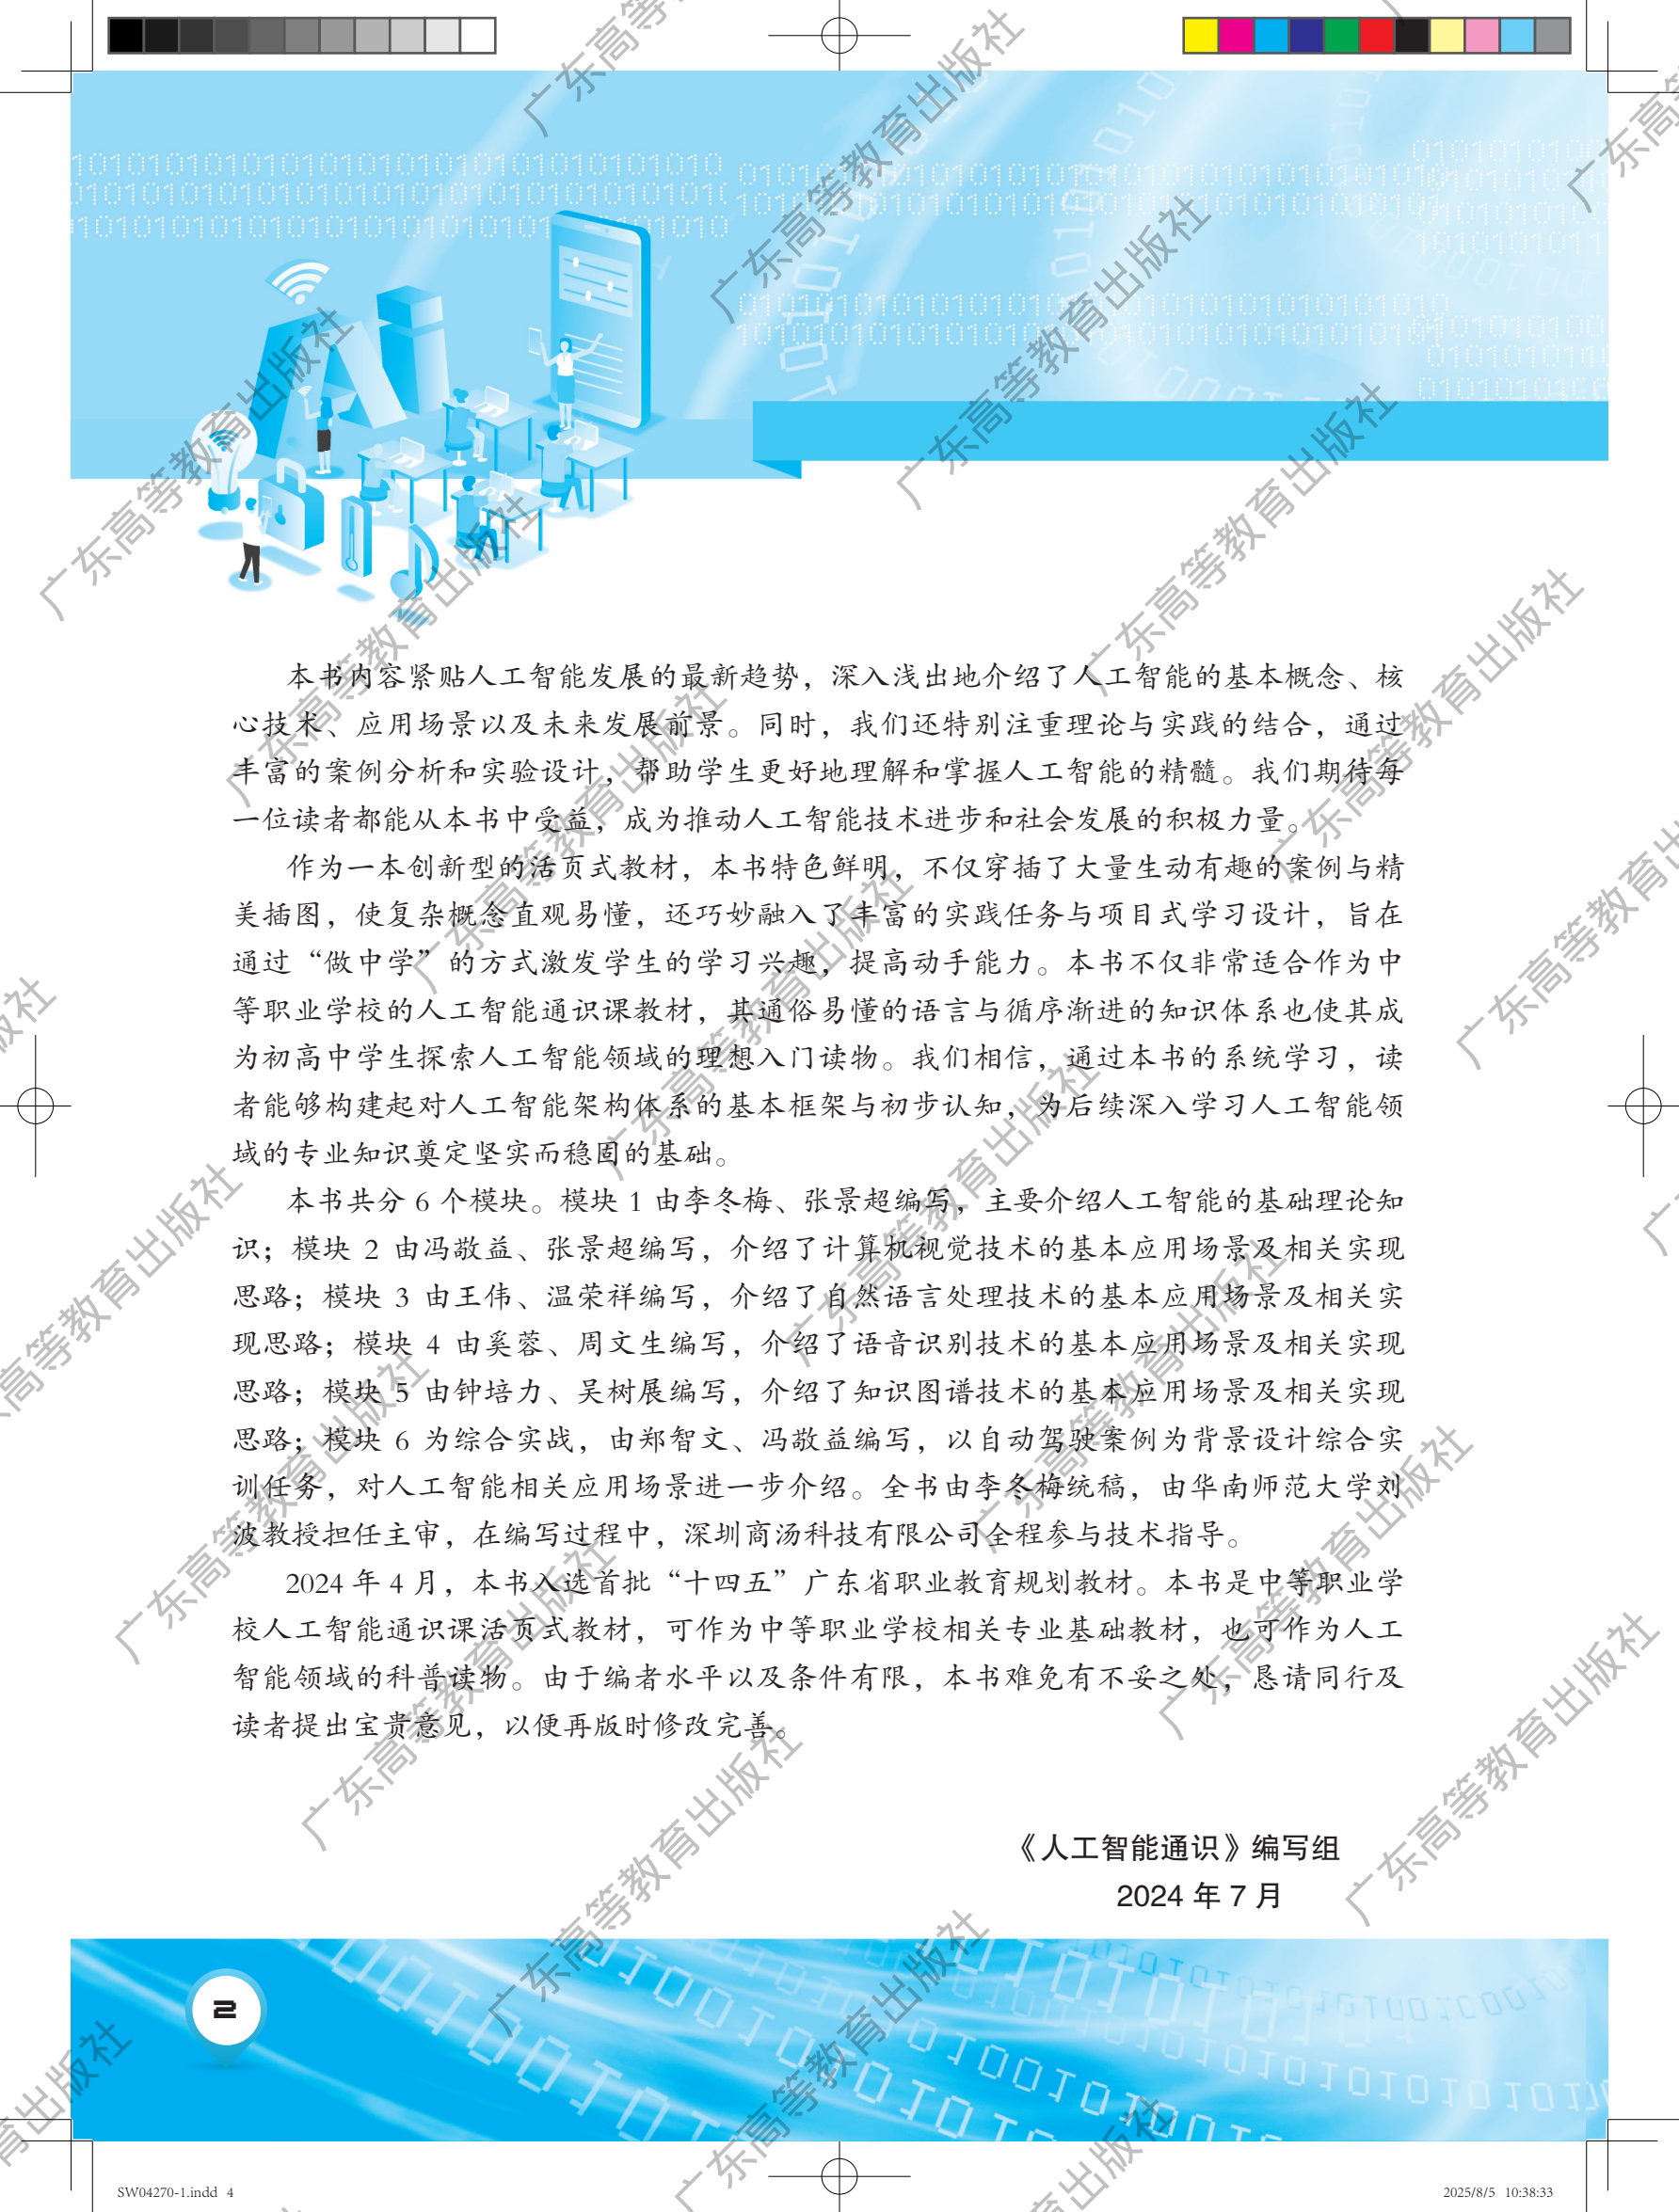 本书内容紧贴人工智能发展的最新趋势，深入浅出地介绍了人工智能的基本概念、核
心技术、应用场景以及未来发展前景。同时，我们还特别注重理论与实践的结合，通过
丰富的案例分析和实验设计，帮助学生更好地理解和掌握人工智能的精髓。我们期待每
一位读者都能从本书中受益，成为推动人工智能技术进步和社会发展的积极力量。
作为一本创新型的活页式教材，本书特色鲜明，不仅穿插了大量生动有趣的案例与精
美插图，使复杂概念直观易懂，还巧妙融入了丰富的实践任务与项目式学习设计，旨在
通过“做中学”的方式激发学生的学习兴趣，提高动手能力。本书不仅非常适合作为中
等职业学校的人工智能通识课教材，其通俗易懂的语言与循序渐进的知识体系也使其成
为初高中学生探索人工智能领域的理想入门读物。我们相信，通过本书的系统学习，读
者能够构建起对人工智能架构体系的基本框架与初步认知，为后续深入学习人工智能领
域的专业知识奠定坚实而稳固的基础。
本书共分 6 个模块。模块 1 由李冬梅、张景超编写，主要介绍人工智能的基础理论知
识；模块 2 由冯敬益、张景超编写，介绍了计算机视觉技术的基本应用场景及相关实现
思路；模块 3 由王伟、温荣祥编写，介绍了自然语言处理技术的基本应用场景及相关实
现思路；模块 4 由奚蓉、周文生编写，介绍了语音识别技术的基本应用场景及相关实现
思路；模块 5 由钟培力、吴树展编写，介绍了知识图谱技术的基本应用场景及相关实现
思路；模块 6 为综合实战，由郑智文、冯敬益编写，以自动驾驶案例为背景设计综合实
训任务，对人工智能相关应用场景进一步介绍。全书由李冬梅统稿，由华南师范大学刘
波教授担任主审，在编写过程中，深圳商汤科技有限公司全程参与技术指导。
2024 年 4 月，本书入选首批“十四五”广东省职业教育规划教材。本书是中等职业学
校人工智能通识课活页式教材，可作为中等职业学校相关专业基础教材，也可作为人工
智能领域的科普读物。由于编者水平以及条件有限，本书难免有不妥之处，恳请同行及
读者提出宝贵意见，以便再版时修改完善。
《人工智能通识》编写组
2024 年 7 月
2
SW04270-1.indd 4
2025/8/5 10:38:33
广东高等教育出版社